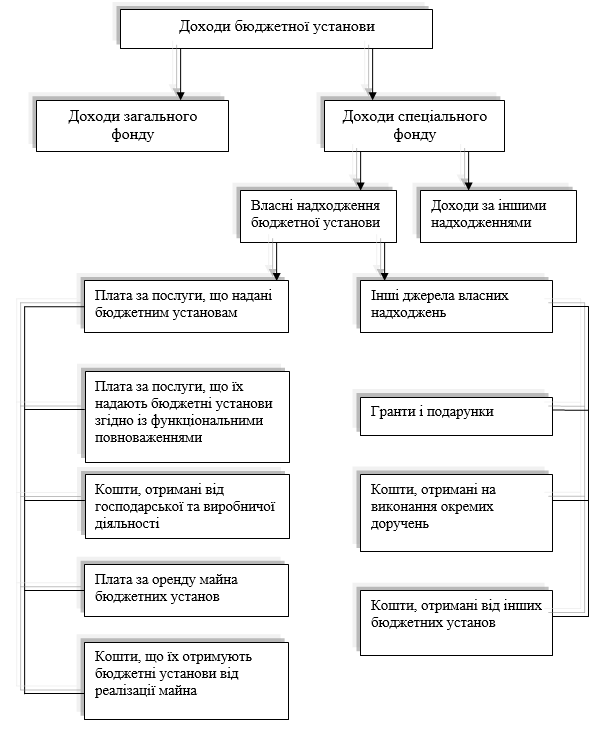 Доходи бюджетної установи
Доходи загального
фонду
Доходи спеціального
фонду
Власні надходження
бюджетної установи
Доходи за іншими
надходженнями
Плата за послуги, що надані
бюджетним установам
Плата за послуги, що їх
надають бюджетні установи
згідно із функціональними
повноваженнями
Кошти, отримані від
господарської та виробничої
діяльності
Плата за оренду майна
бюджетних установ
Кошти, що їх отримують
бюджетні установи від
реалізації майна
Інші джерела власних
надходжень
Гранти і подарунки
Кошти, отримані на
виконання окремих
доручень
Кошти, отримані від інших
бюджетних установ